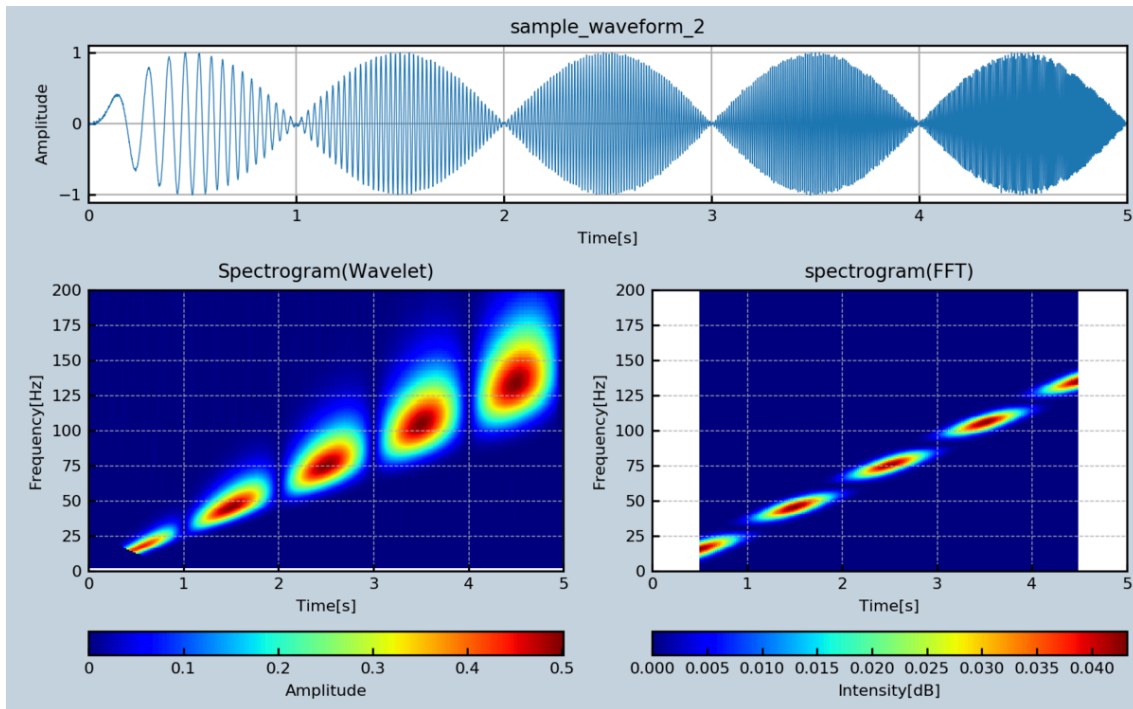 sample_waveform_2
1
0
−1
Amplitude
0 1 2 3 4 5
Time[s]
Spectrogram(Wavelet)
200
175
150
125
100
75
50
25
0
Frequency[Hz]
0 1 2 3 4 5
Time[s]
0 0.1 0.2 0.3 0.4 0.5
Amplitude
spectrogram(FFT)
200
175
150
125
100
75
50
25
0
Frequency[Hz]
0 1 2 3 4 5
Time[s]
0.000 0.005 0.010 0.015 0.020 0.025 0.030 0.035 0.040
Intensity[dB]